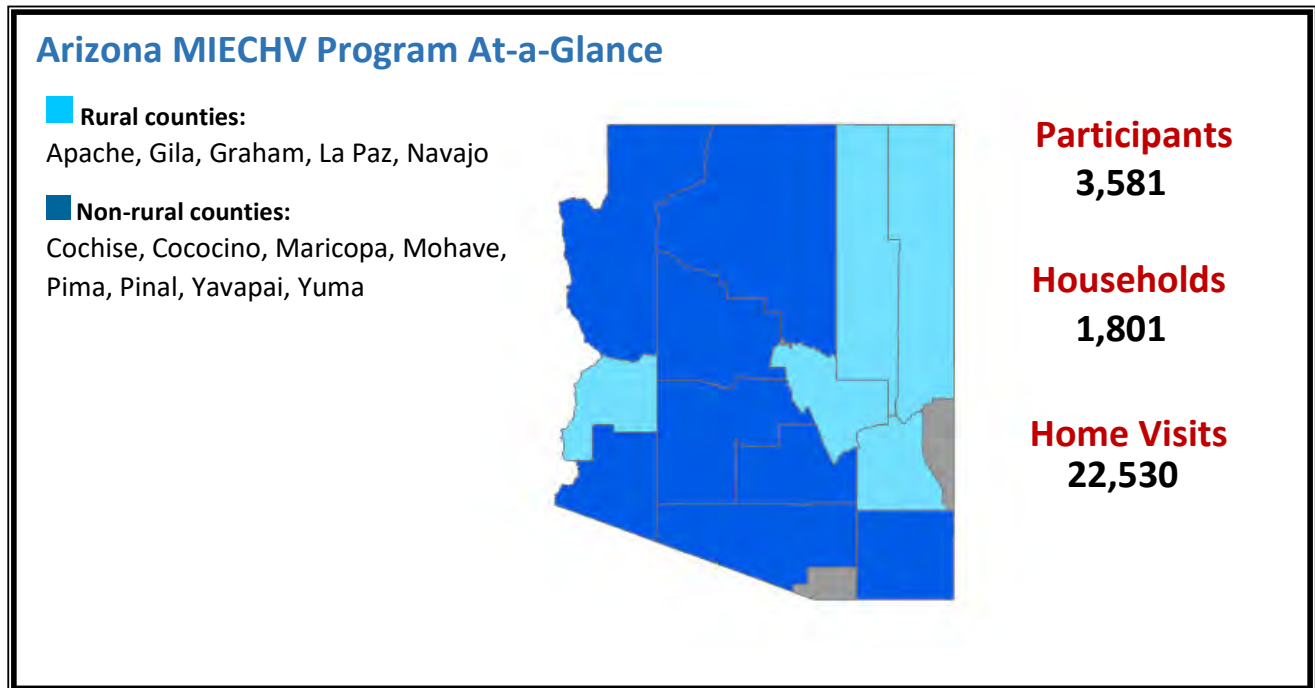 Arizona MIECHV Program At-a-Glance
Rural counties:
Apache, Gila, Graham, La Paz, Navajo
Non-rural counties:
Cochise, Cococino, Maricopa, Mohave,
Pima, Pinal, Yavapai, Yuma
Participants
3,581
Households
1,801
Home Visits
22,530